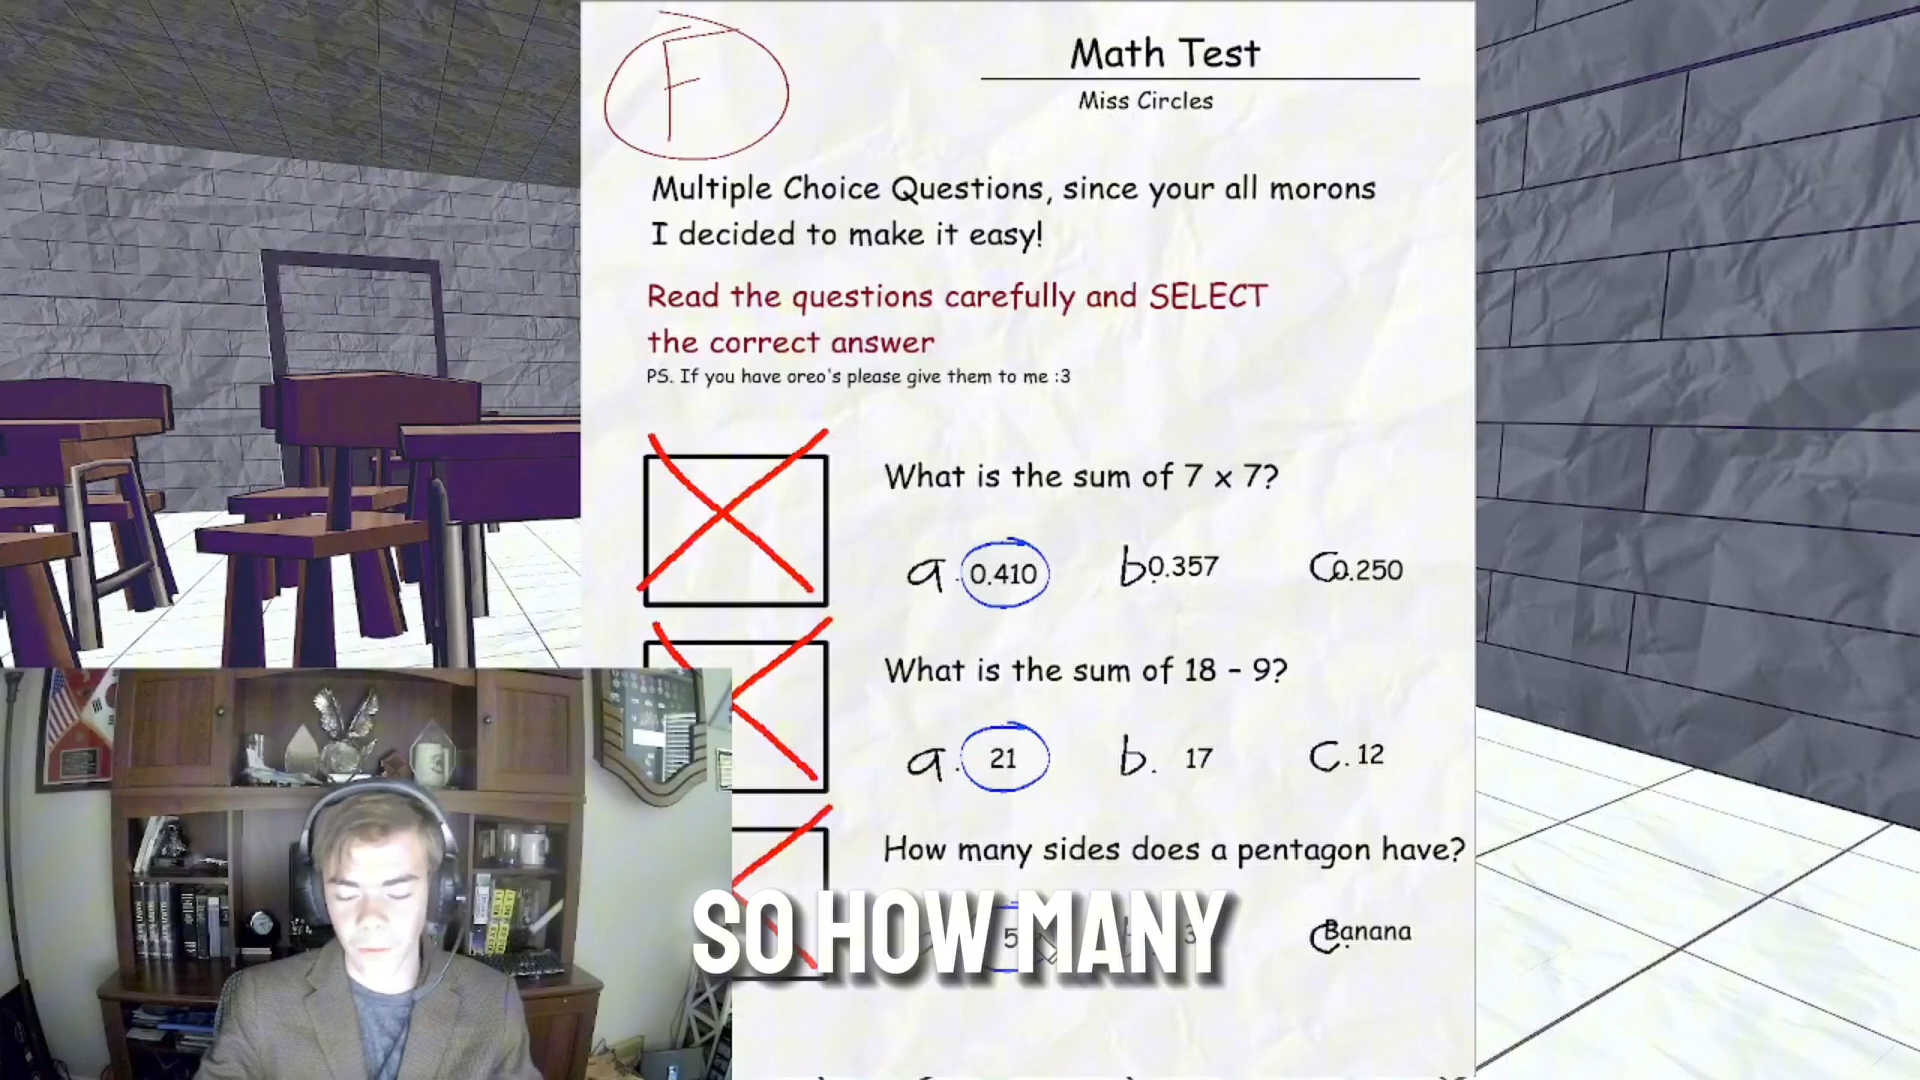 F
Math Test
Miss Circles
Multiple Choice Questions, since your all morons
I decided to make it easy!
Read the questions carefully and SELECT
the correct answer
PS. If you have oreo's please give them to me :3
What is the sum of 7 x 7?
a. 0.410 b. 0.357 C. 0.250
What is the sum of 18 - 9?
a. 21 b. 17 C. 12
How many sides does a pentagon have?
5 3 C. Banana
SO HOW MANY